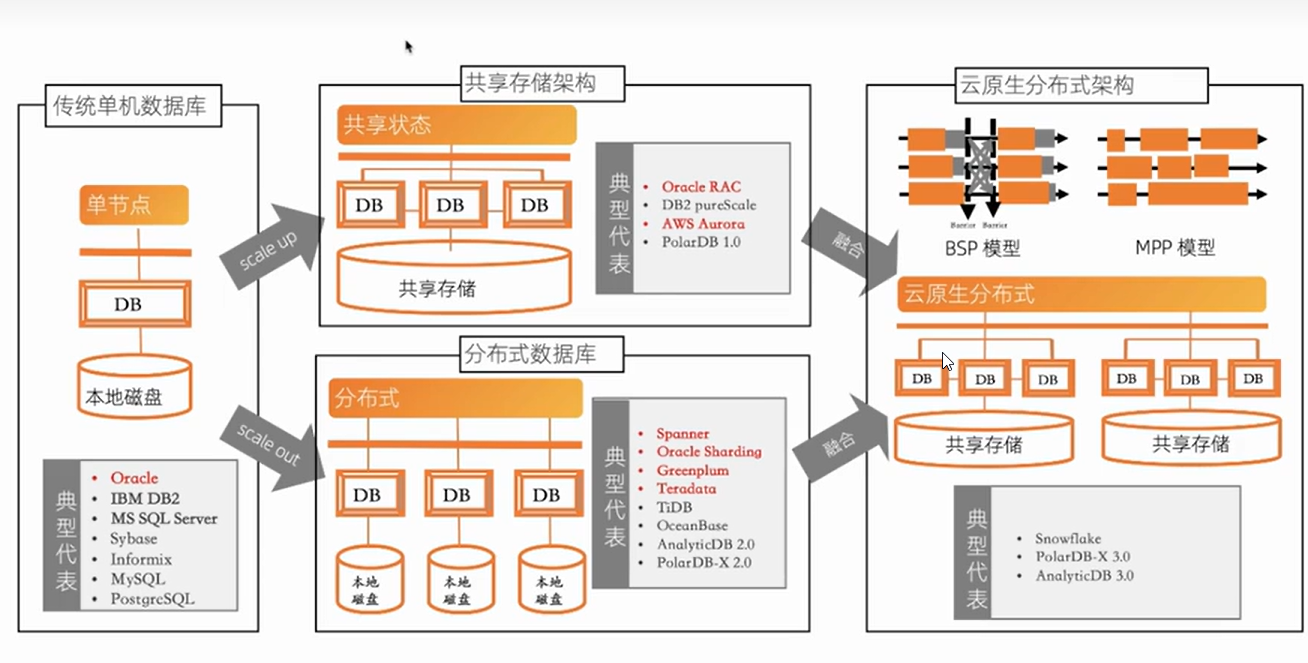 传统单机数据库
单节点
DB
本地磁盘
典型代表
• Oracle
• IBM DB2
• MS SQL Server
• Sybase
• Informix
• MySQL
• PostgreSQL
scale up
scale out
共享存储架构
共享状态
DB DB DB
共享存储
典型代表
• Oracle RAC
• DB2 pureScale
• AWS Aurora
• PolarDB 1.0
分布式数据库
分布式
DB DB DB
本地 本地 本地
磁盘 磁盘 磁盘
典型代表
• Spanner
• Oracle Sharding
• Greenplum
• Teradata
• TiDB
• OceanBase
• AnalyticDB 2.0
• PolarDB-X 2.0
融合
融合
云原生分布式架构
Barrier Barrier
BSP 模型 MPP 模型
云原生分布式
DB DB DB DB DB DB
共享存储 共享存储
典型代表
• Snowflake
• PolarDB-X 3.0
• AnalyticDB 3.0